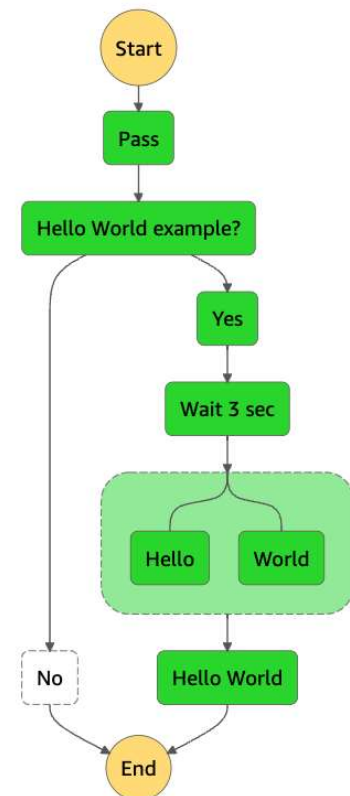 Start
Pass
Hello World example?
Yes
Wait 3 sec
Hello
World
No
Hello World
End